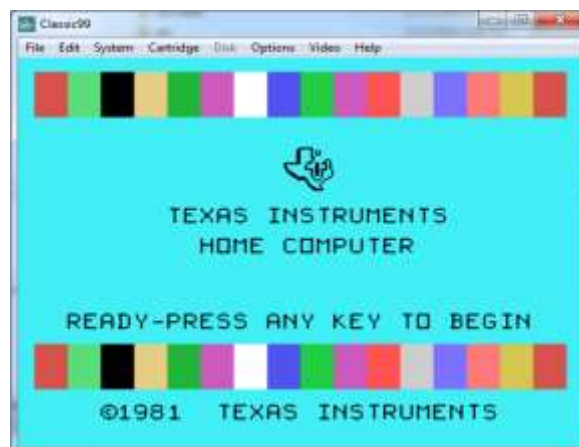 Classic99
File Edit System Cartridge Disk Options Video Help
TEXAS INSTRUMENTS
HOME COMPUTER
READY-PRESS ANY KEY TO BEGIN
©1981 TEXAS INSTRUMENTS